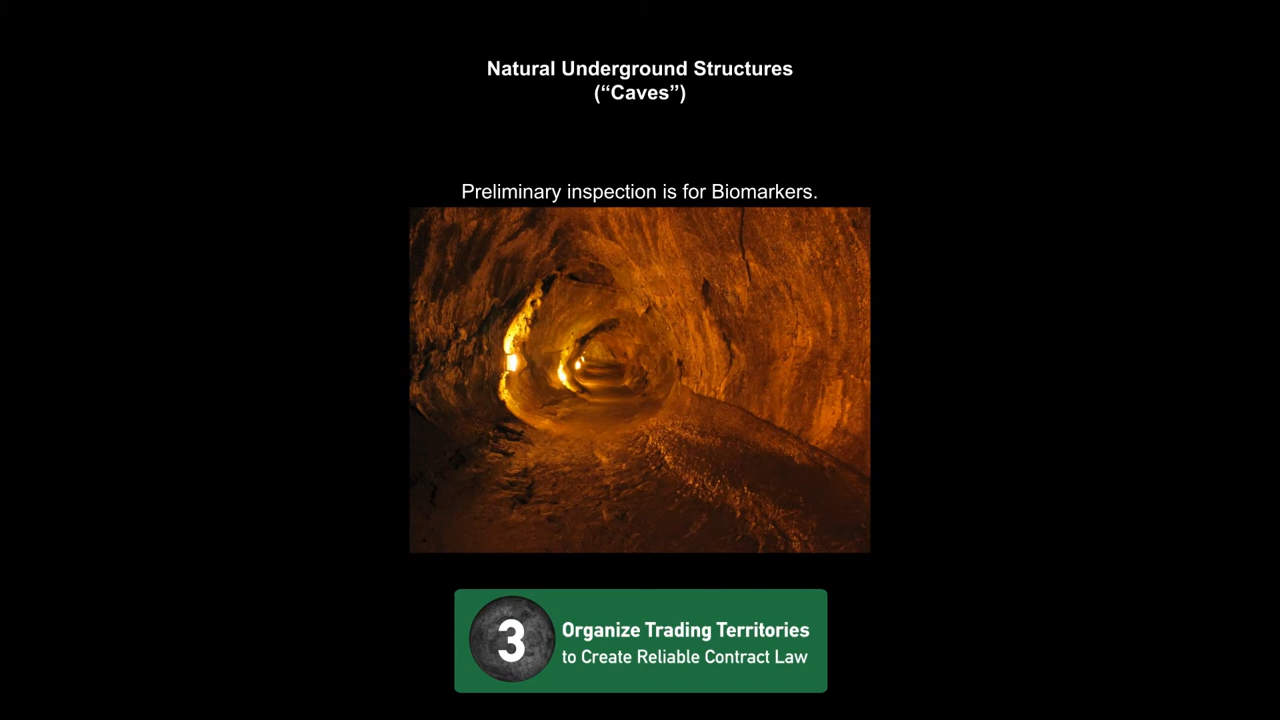 Natural Underground Structures
(“Caves”)
Preliminary inspection is for Biomarkers.
3
Organize Trading Territories
to Create Reliable Contract Law